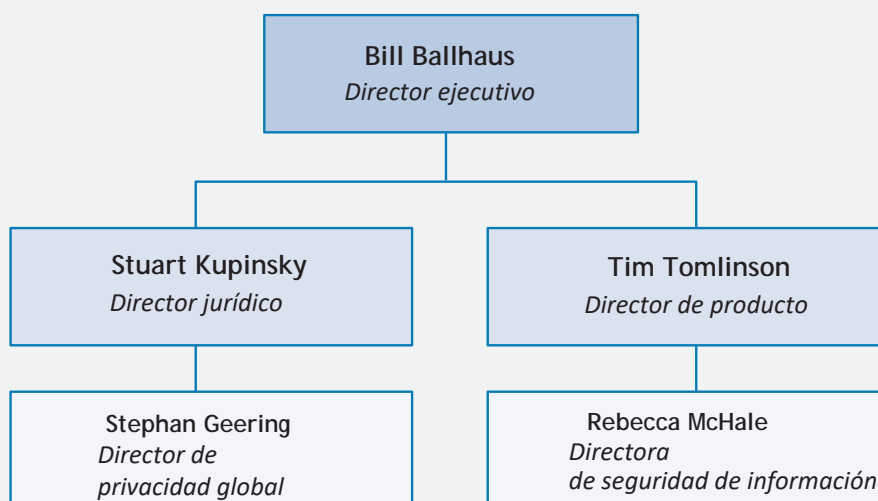 Bill Ballhaus
Director ejecutivo
Stuart Kupinsky
Director jurídico
Tim Tomlinson
Director de producto
Stephan Geering
Director de
privacidad global
Rebecca McHale
Directora
de seguridad de información